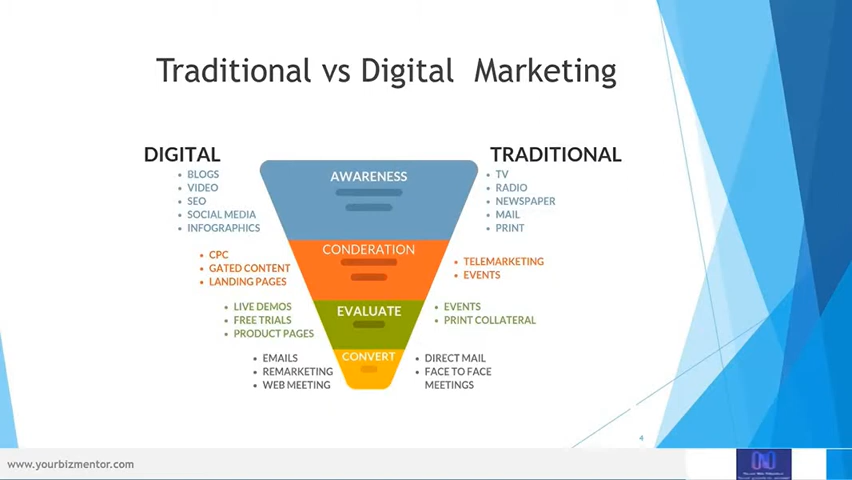 Traditional vs Digital Marketing
DIGITAL
• BLOGS
• VIDEO
• SEO
• SOCIAL MEDIA
• INFOGRAPHICS
AWARENESS
TRADITIONAL
• TV
• RADIO
• NEWSPAPER
• MAIL
• PRINT
• CPC
• GATED CONTENT
• LANDING PAGES
CONDERATION
• TELEMARKETING
• EVENTS
• LIVE DEMOS
• FREE TRIALS
• PRODUCT PAGES
EVALUATE
• EVENTS
• PRINT COLLATERAL
• EMAILS
• REMARKETING
• WEB MEETING
CONVERT
• DIRECT MAIL
• FACE TO FACE
MEETINGS
4
www.yourbizmentor.com